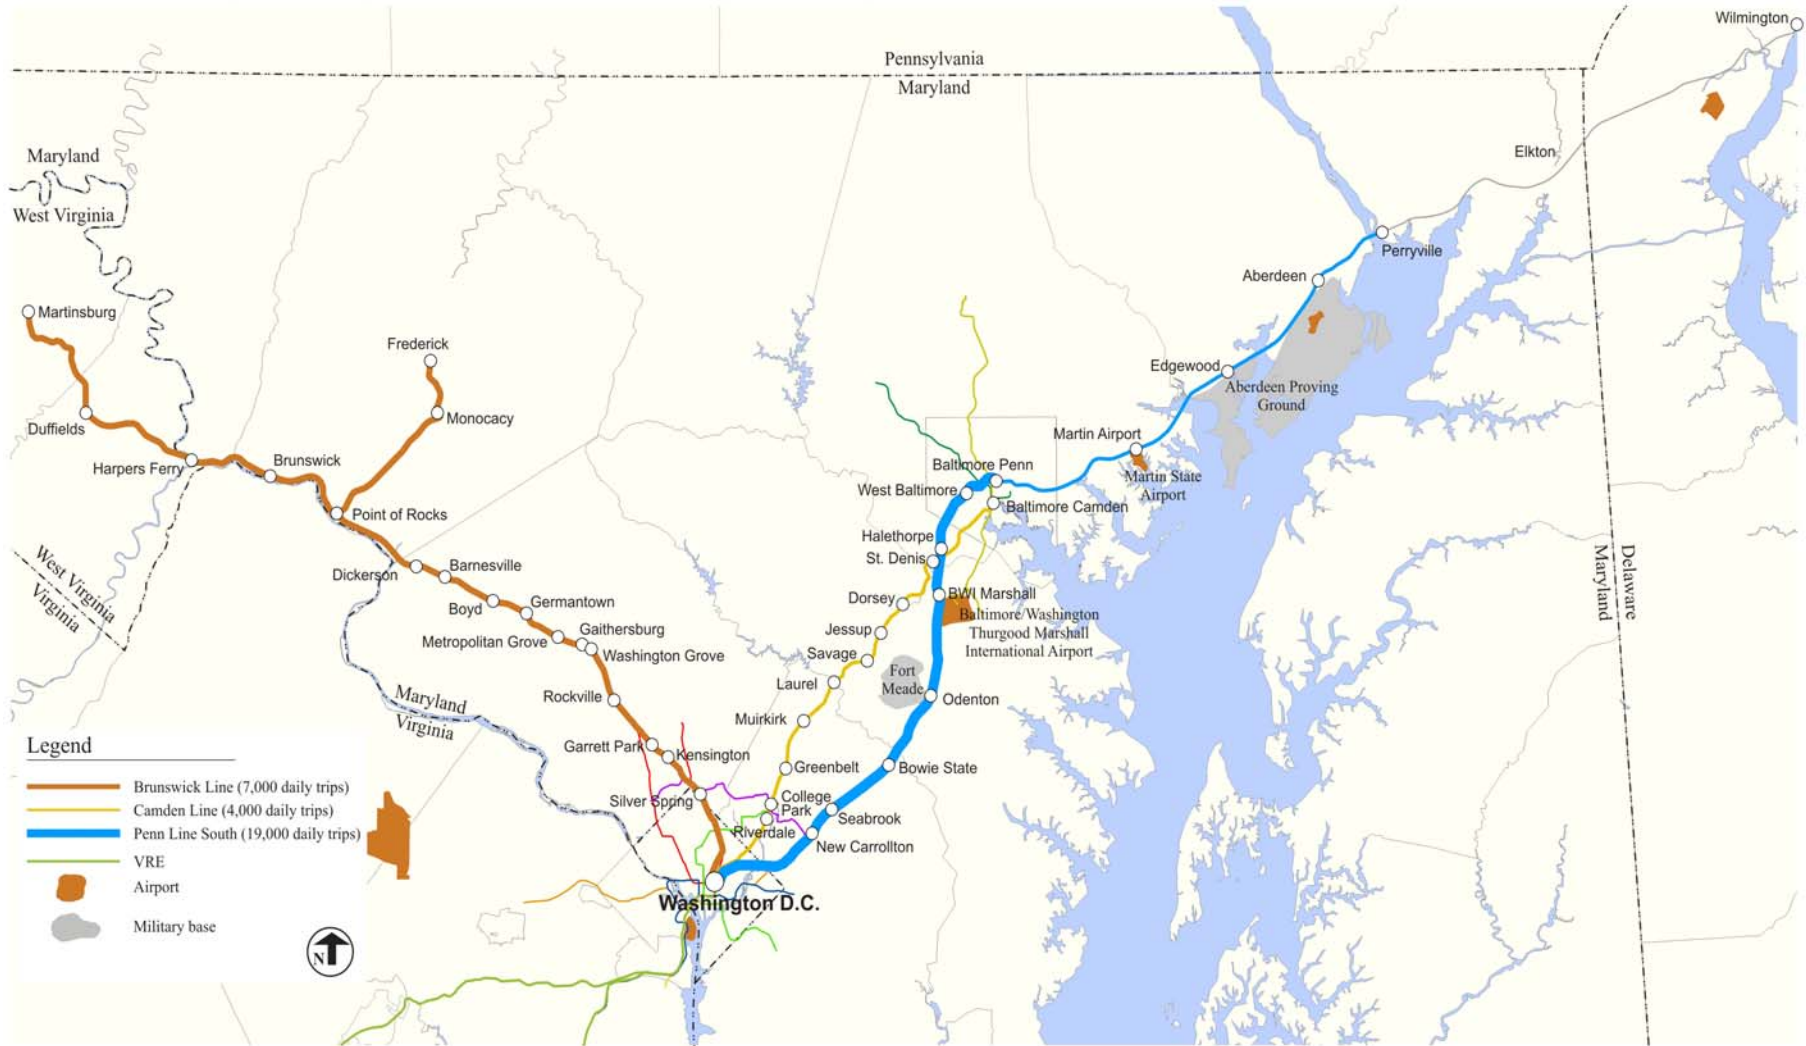 Wilmington
Pennsylvania
Maryland
Elkton
Maryland
West Virginia
Perryville
Aberdeen
Martinsburg
Frederick
Edgewood
Aberdeen Proving
Ground
Monocacy
Duffields
Martin Airport
Brunswick
Harpers Ferry
Baltimore Penn
Martin State
Airport
West Baltimore
Baltimore Camden
Point of Rocks
Halethorpe
St. Denis
West Virginia
Virginia
Maryland
Delaware
Barnesville
Dickerson
BWI Marshall
Dorsey
Germantown
Boyd
Baltimore/Washington
Thurgood Marshall
International Airport
Gaithersburg
Jessup
Metropolitan Grove
Washington Grove
Savage
Fort
Meade
Laurel
Rockville
Odenton
Maryland
Virginia
Muirkirk
Garrett Park
Kensington
Legend
Greenbelt
Bowie State
Brunswick Line (7,000 daily trips)
Silver Spring
College
Park
Camden Line (4,000 daily trips)
Seabrook
Riverdale
Penn Line South (19,000 daily trips)
New Carrollton
VRE
Airport
Washington D.C.
Military base
N